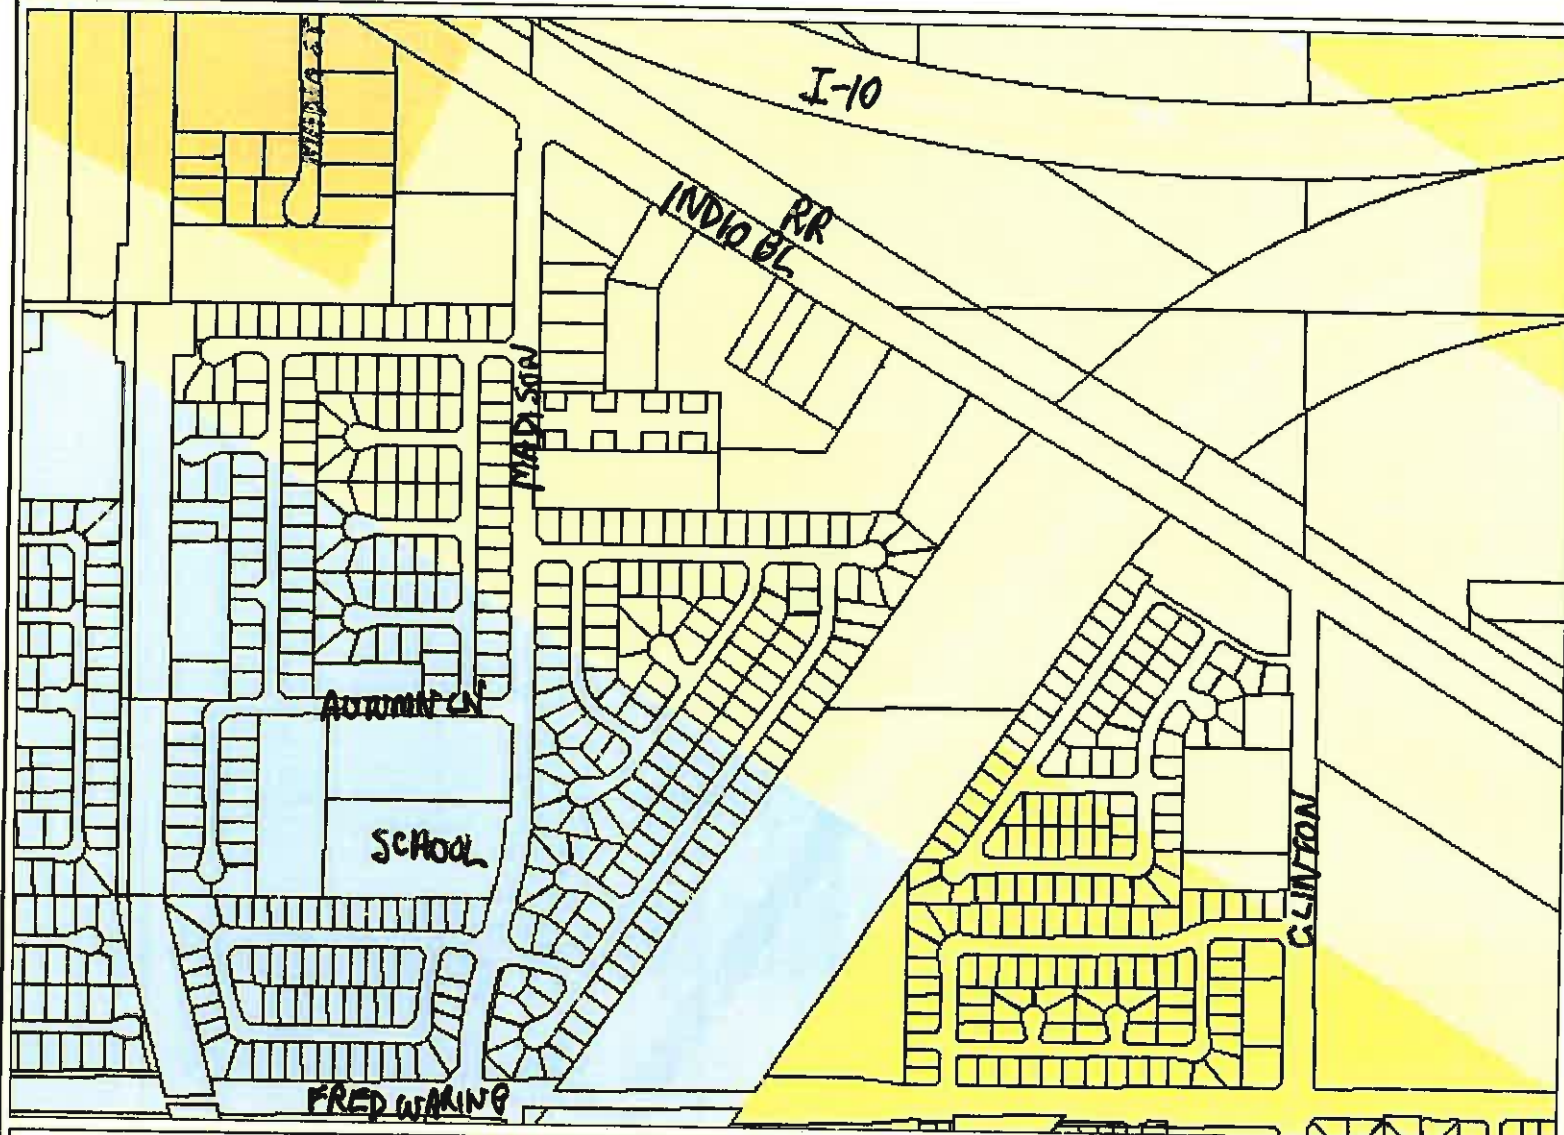 I-10
RR
INDIO BL
MADISON
AUTUMN LN
SCHOOL
CLINTON
FRED WARING